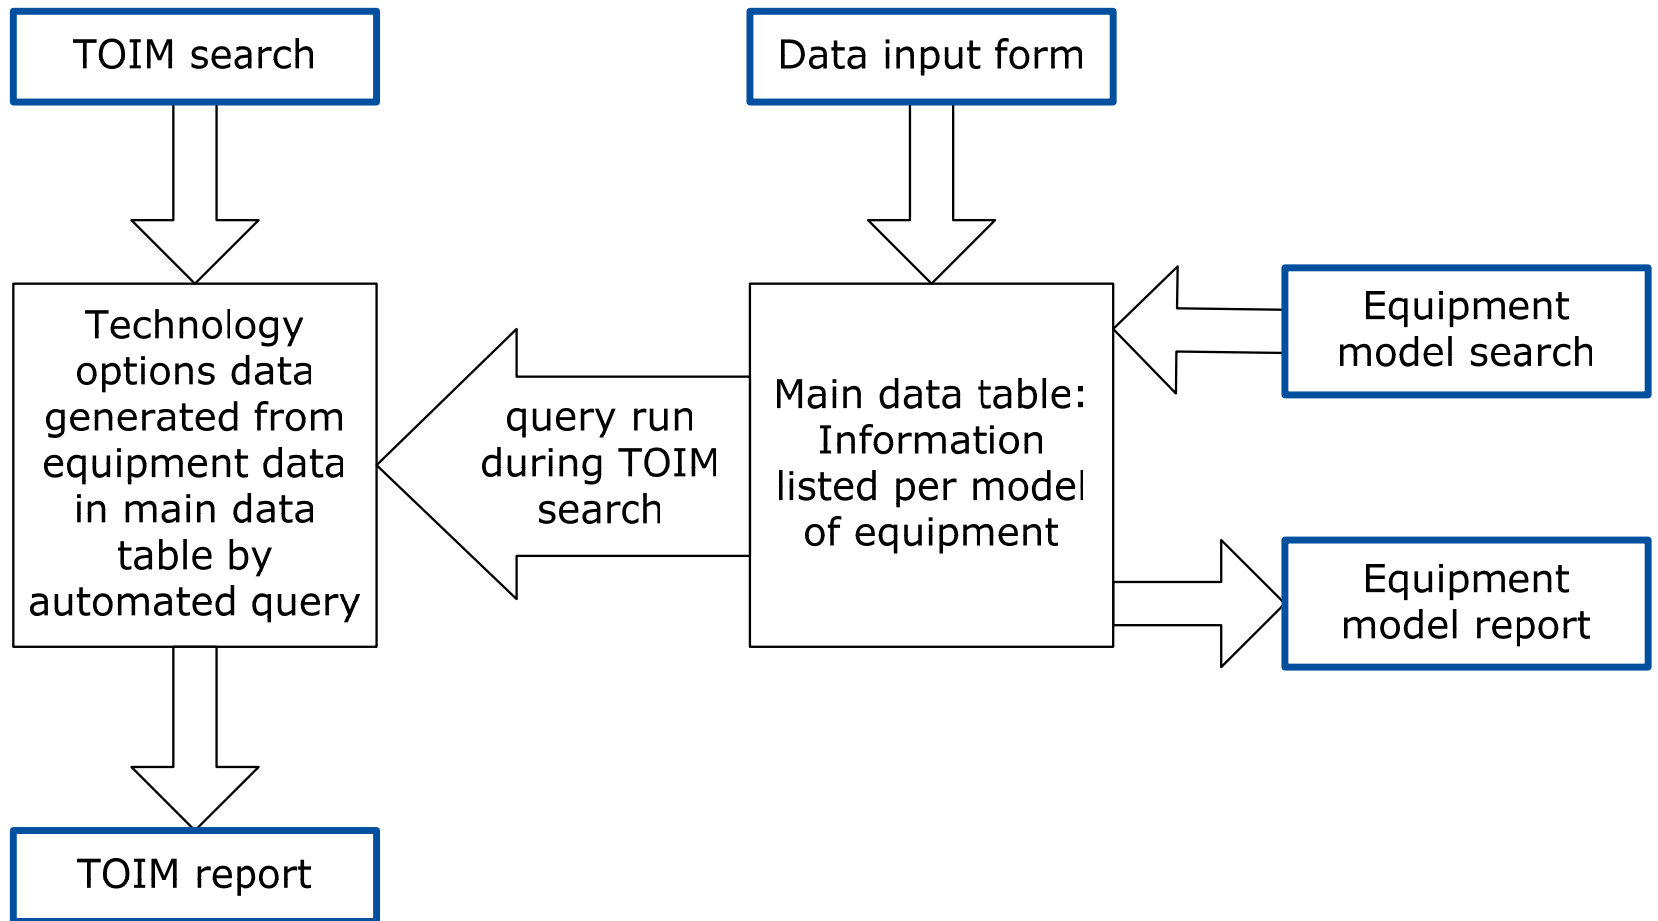 TOIM search
Data input form
Technology
options data
generated from
equipment data
in main data
table by
automated query
query run
during TOIM
search
Main data table:
Information
listed per model
of equipment
Equipment
model search
Equipment
model report
TOIM report